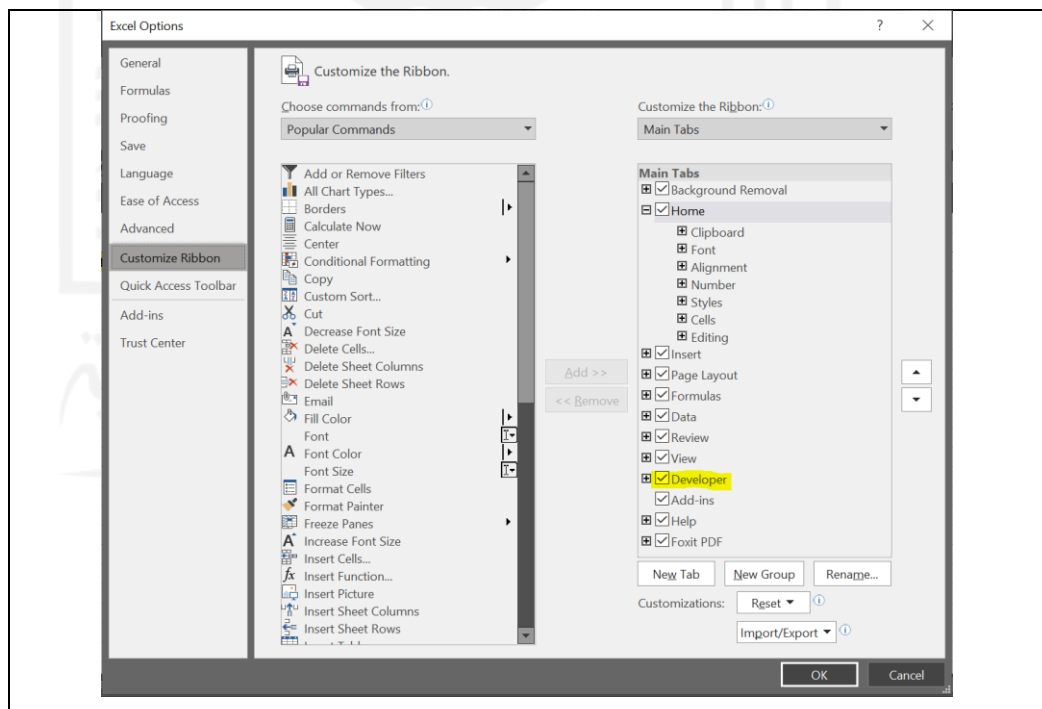 Excel Options
General
Formulas
Proofing
Save
Language
Ease of Access
Advanced
Customize Ribbon
Quick Access Toolbar
Add-ins
Trust Center
Customize the Ribbon.
Choose commands from:
Popular Commands
Add or Remove Filters
All Chart Types...
Borders
Calculate Now
Center
Conditional Formatting
Copy
Custom Sort...
Cut
Decrease Font Size
Delete Cells...
Delete Sheet Columns
Delete Sheet Rows
Email
Fill Color
Font
Font Color
Font Size
Format Cells
Format Painter
Freeze Panes
Increase Font Size
Insert Cells...
Insert Function...
Insert Picture
Insert Sheet Columns
Insert Sheet Rows
Add >>
<< Remove
Customize the Ribbon:
Main Tabs
Main Tabs
Background Removal
Home
Clipboard
Font
Alignment
Number
Styles
Cells
Editing
Insert
Page Layout
Formulas
Data
Review
View
Developer
Add-ins
Help
Foxit PDF
New Tab
New Group
Rename...
Customizations:
Reset
Import/Export
OK
Cancel